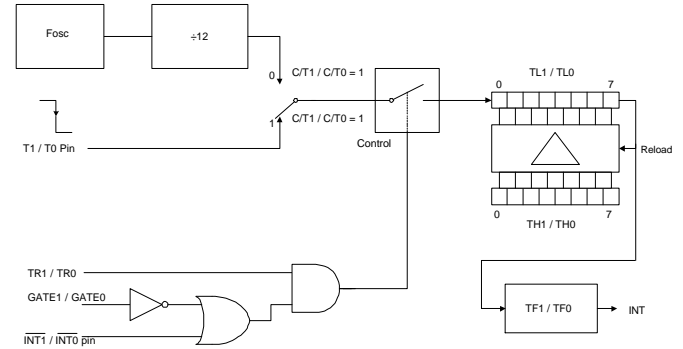 Fosc
÷12
0
C/T1 / C/T0 = 1
TL1 / TL0
0 7
1
C/T1 / C/T0 = 1
Control
T1 / T0 Pin
Reload
0 7
TH1 / TH0
TR1 / TR0
GATE1 / GATE0
INT1 / INT0 pin
TF1 / TF0
INT